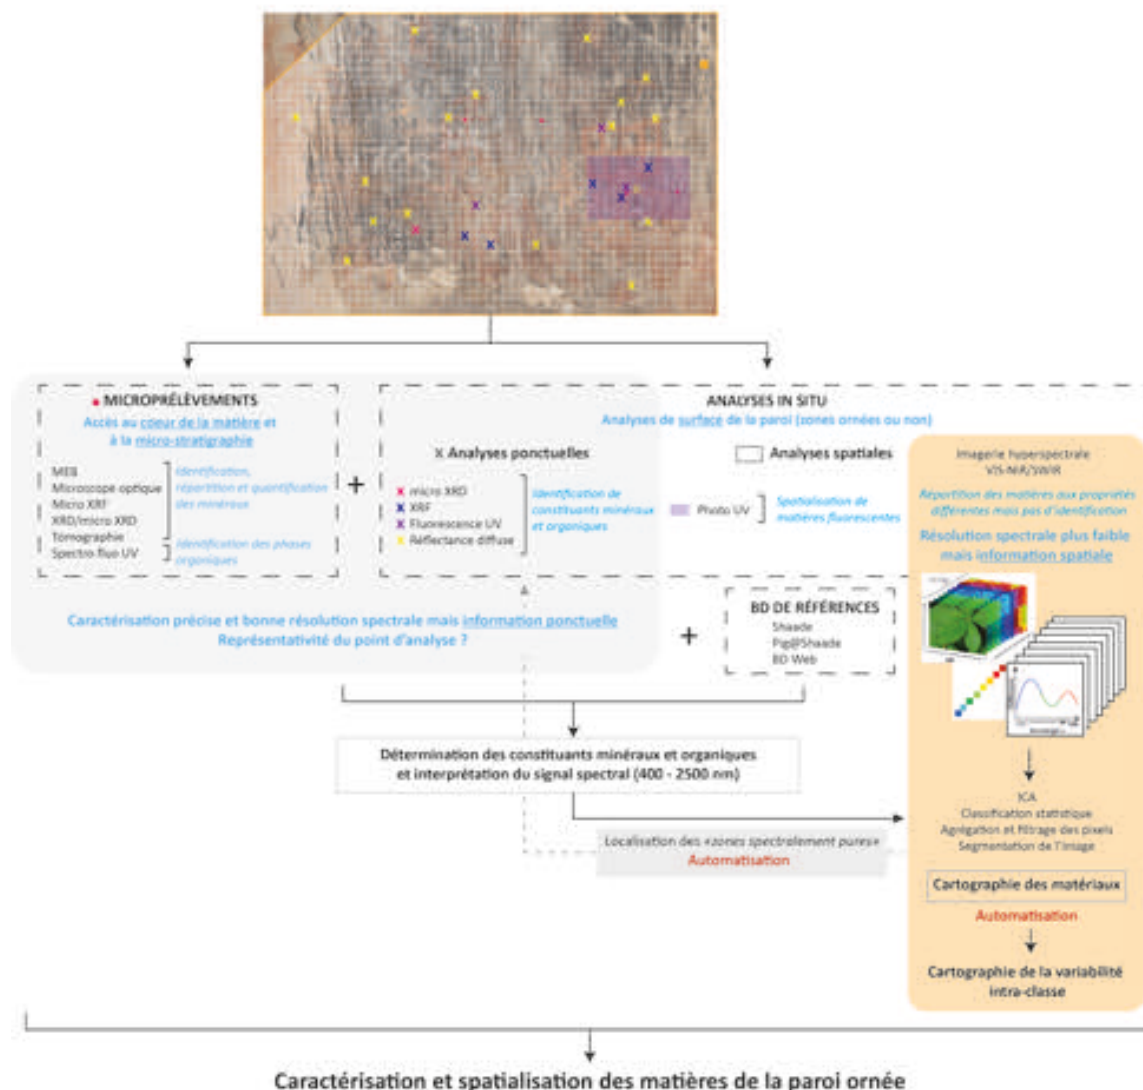 MICROPRÉLÈVEMENTS
Accès au coeur de la matière et
à la micro-stratigraphie
MEB
Microscope optique
Micro XRF
XRD/micro XRD
Tomographie
Spectro fluo UV
Identification,
répartition et quantification
des minéraux
Identification des phases
organiques
+
ANALYSES IN SITU
Analyses de surface de la paroi (zones ornées ou non)
X Analyses ponctuelles
X micro XRD
X XRF
X Fluorescence UV
X Réflectance diffuse
Identification de
constituants minéraux
et organiques
Analyses spatiales
Photo UV
Spatialisation de
matières fluorescentes
Imagerie hyperspectrale
VIS-NIR/SWIR
Répartition des matières aux propriétés
différentes mais pas d'identification
Résolution spectrale plus faible
mais information spatiale
Caractérisation précise et bonne résolution spectrale mais information ponctuelle
Représentativité du point d'analyse ?
+
BD DE RÉFÉRENCES
Shaade
Pig@Shaade
BD Web
Détermination des constituants minéraux et organiques
et interprétation du signal spectral (400 - 2500 nm)
Localisation des «zones spectralement pures»
Automatisation
ICA
Classification statistique
Agrégation et filtrage des pixels
Segmentation de l'image
Cartographie des matériaux
Automatisation
Cartographie de la variabilité
intra-classe
Caractérisation et spatialisation des matières de la paroi ornée